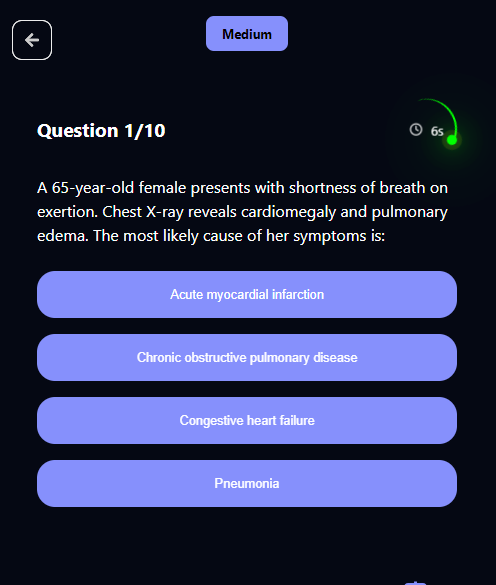 Medium
Question 1/10
6s
A 65-year-old female presents with shortness of breath on
exertion. Chest X-ray reveals cardiomegaly and pulmonary
edema. The most likely cause of her symptoms is:
Acute myocardial infarction
Chronic obstructive pulmonary disease
Congestive heart failure
Pneumonia